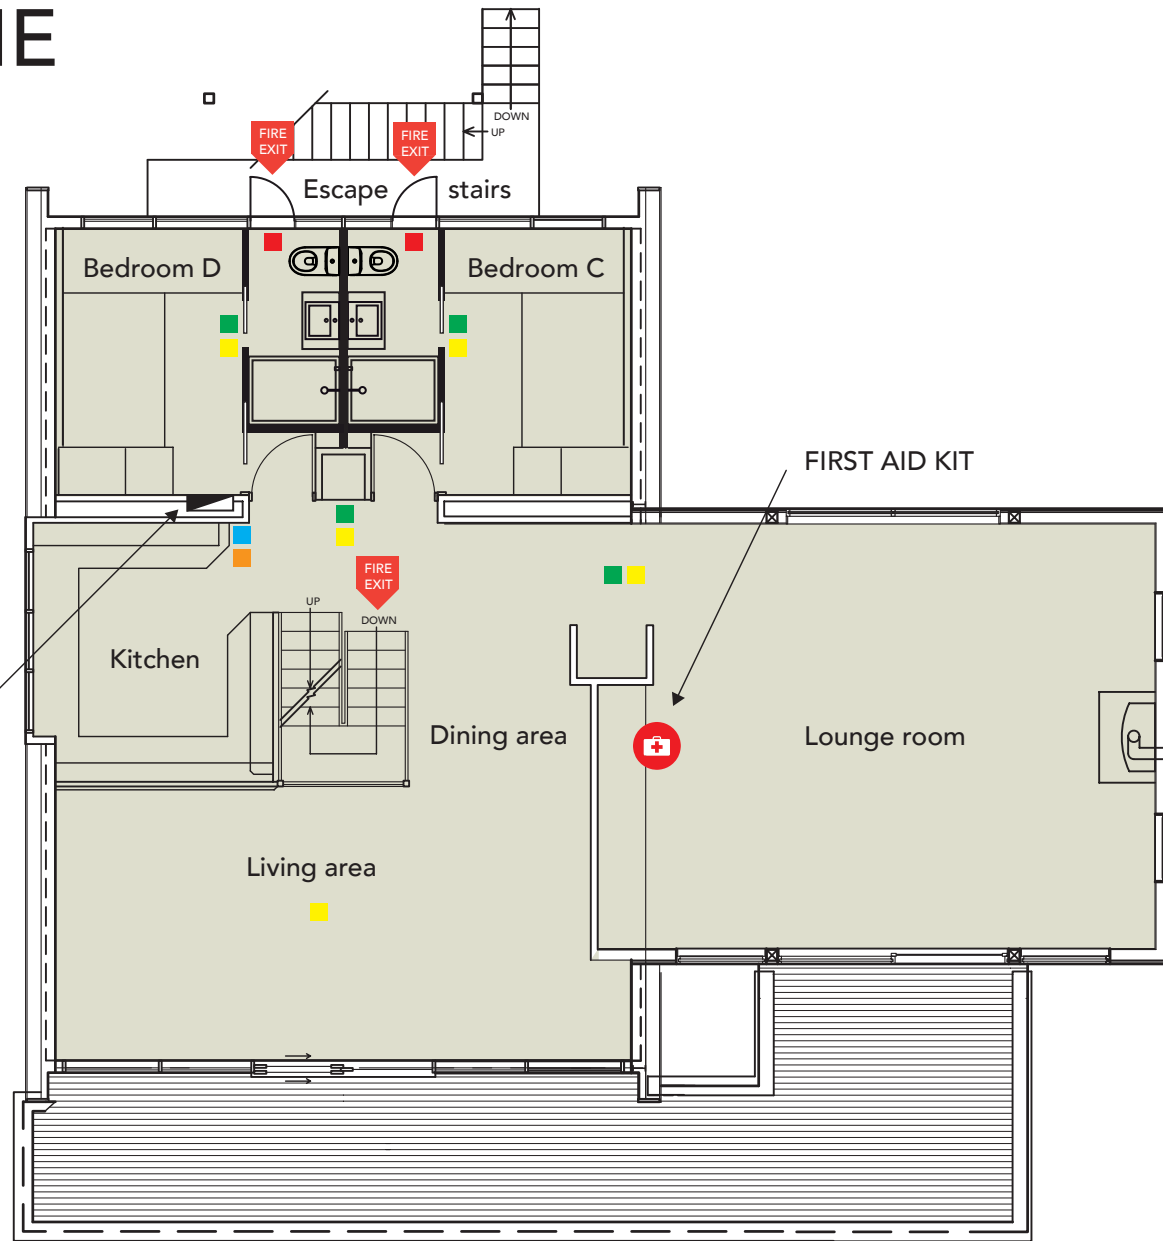 DOWN
UP
FIRE
EXIT
FIRE
EXIT
Escape stairs
Bedroom D
Bedroom C
FIRST AID KIT
FIRE
EXIT
UP
DOWN
Kitchen
Dining area
Lounge room
Living area